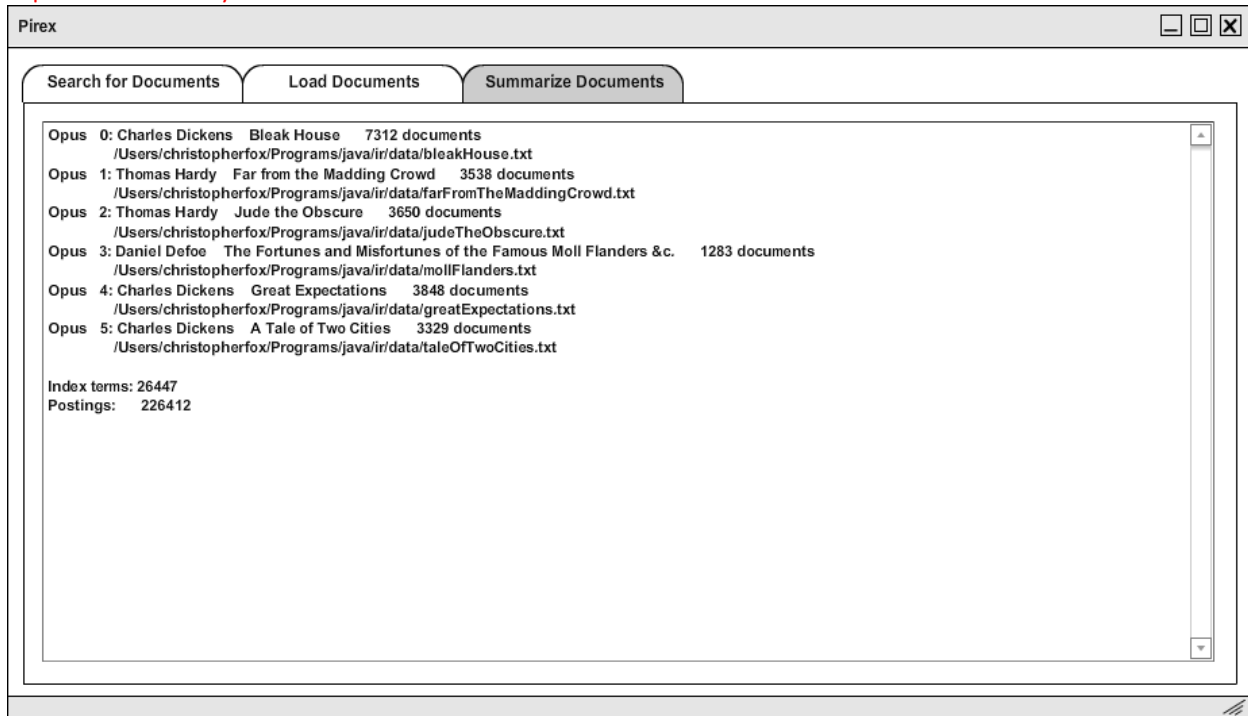 Pirex
Search for Documents Load Documents Summarize Documents
Opus 0: Charles Dickens Bleak House 7312 documents
/Users/christopherfox/Programs/java/ir/data/bleakHouse.txt
Opus 1: Thomas Hardy Far from the Madding Crowd 3538 documents
/Users/christopherfox/Programs/java/ir/data/farFromTheMaddingCrowd.txt
Opus 2: Thomas Hardy Jude the Obscure 3650 documents
/Users/christopherfox/Programs/java/ir/data/judeTheObscure.txt
Opus 3: Daniel Defoe The Fortunes and Misfortunes of the Famous Moll Flanders &c. 1283 documents
/Users/christopherfox/Programs/java/ir/data/mollFlanders.txt
Opus 4: Charles Dickens Great Expectations 3848 documents
/Users/christopherfox/Programs/java/ir/data/greatExpectations.txt
Opus 5: Charles Dickens A Tale of Two Cities 3329 documents
/Users/christopherfox/Programs/java/ir/data/taleOfTwoCities.txt
Index terms: 26447
Postings: 226412